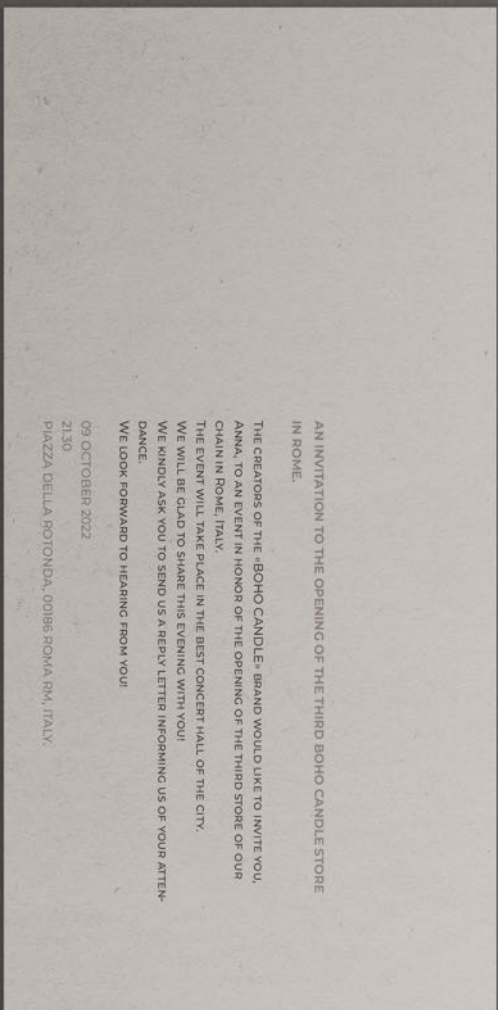 AN INVITATION TO THE OPENING OF THE THIRD BOHO CANDLE STORE
IN ROME.
THE CREATORS OF THE «BOHO CANDLE» BRAND WOULD LIKE TO INVITE YOU,
ANNA, TO AN EVENT IN HONOR OF THE OPENING OF THE THIRD STORE OF OUR
CHAIN IN ROME, ITALY.
THE EVENT WILL TAKE PLACE IN THE BEST CONCERT HALL OF THE CITY.
WE WILL BE GLAD TO SHARE THIS EVENING WITH YOU!
WE KINDLY ASK YOU TO SEND US A REPLY LETTER INFORMING US OF YOUR ATTEN-
DANCE.
WE LOOK FORWARD TO HEARING FROM YOU!
09 OCTOBER 2022
21.30
PIAZZA DELLA ROTONDA, 00186 ROMA RM, ITALY.